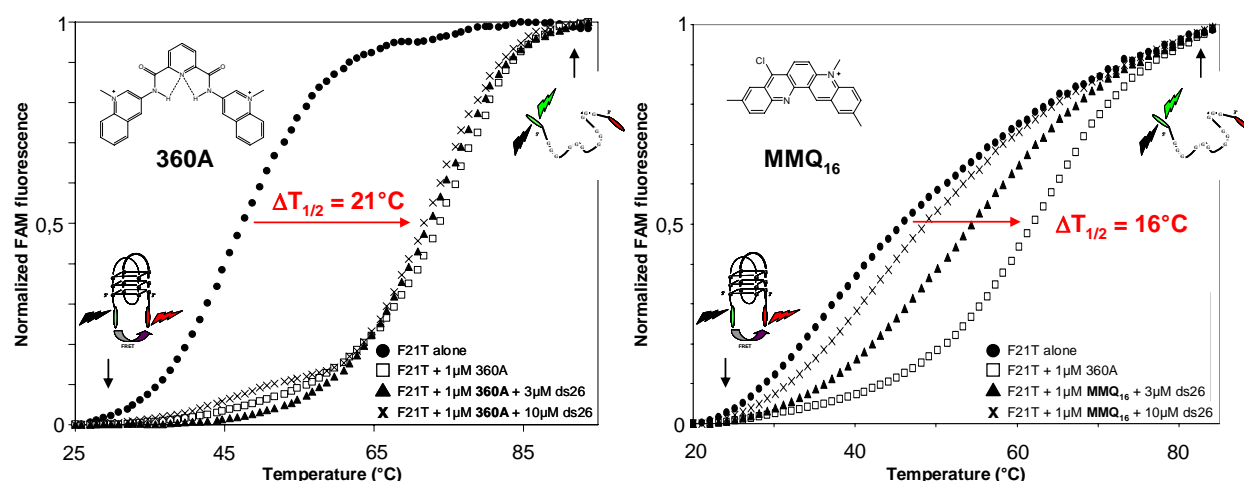 Normalized FAM fluorescence
1
0,5
0
25
45
65
85
Temperature (°C)
360A
ΔT1/2 = 21°C
FRET
F21T alone
F21T + 1µM 360A
F21T + 1µM 360A + 3µM ds26
F21T + 1µM 360A + 10µM ds26
O
O
N
N
H
N
H
N+
N+
Normalized FAM fluorescence
1
0,5
0
20
40
60
80
Temperature (°C)
Cl
N
N+
MMQ16
ΔT1/2 = 16°C
FRET
F21T alone
F21T + 1µM 360A
F21T + 1µM MMQ16 + 3µM ds26
F21T + 1µM MMQ16 + 10µM ds26